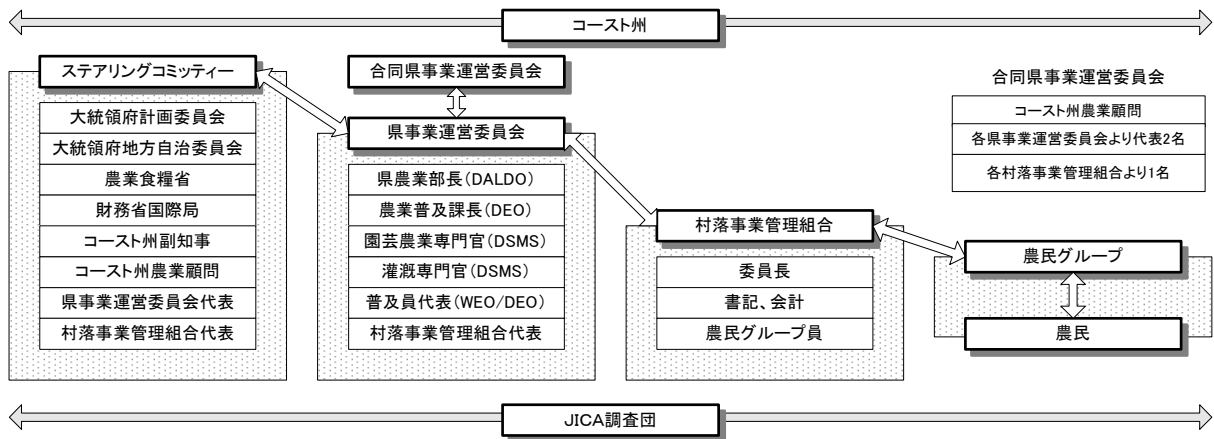 コースト州
ステアリングコミッティー
大統領府計画委員会
大統領府地方自治委員会
農業食糧省
財務省国際局
コースト州副知事
コースト州農業顧問
県事業運営委員会代表
村落事業管理組合代表
合同県事業運営委員会
県事業運営委員会
県農業部長(DALDO)
農業普及課長(DEO)
園芸農業専門官(DSMS)
灌漑専門官(DSMS)
普及員代表(WEO/DEO)
村落事業管理組合代表
村落事業管理組合
委員長
書記、会計
農民グループ員
合同県事業運営委員会
コースト州農業顧問
各県事業運営委員会より代表2名
各村落事業管理組合より1名
農民グループ
農民
JICA調査団